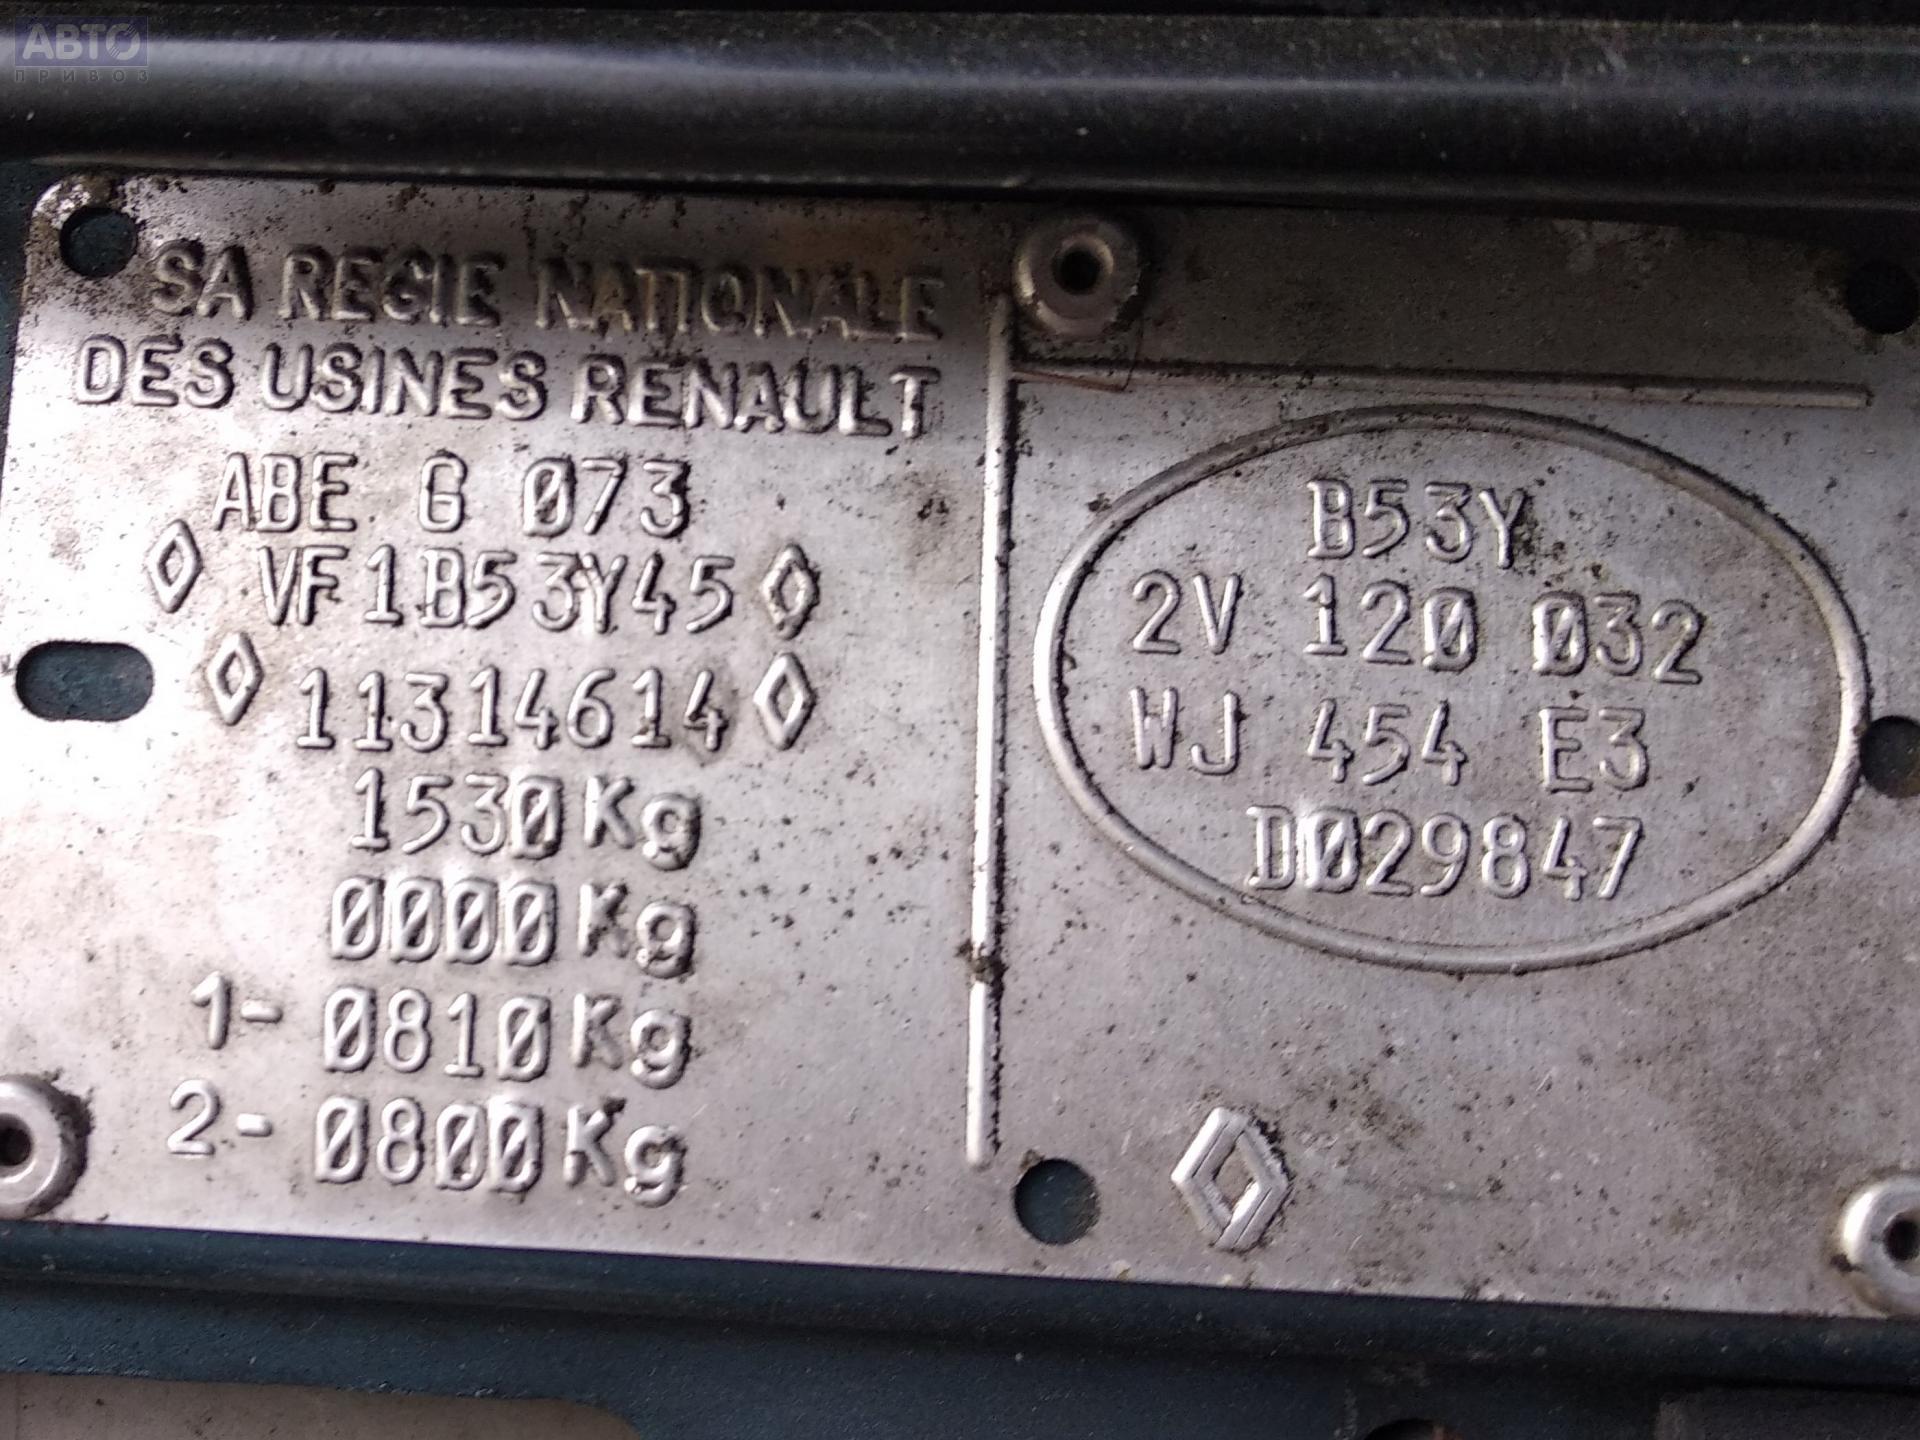 АВТО
ПРИВОЗ
SA REGIE NATIONALE
DES USINES RENAULT
ABE G 073
VF1B53Y45
11314614
1530Kg
0000Kg
1- 0810Kg
2- 0800Kg
B53Y
2V 120 032
WJ 454 E3
D029847